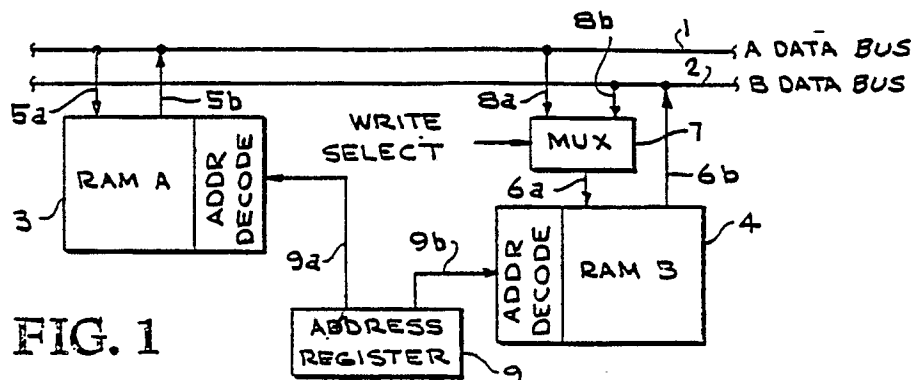 8b
1
A DATA BUS
2
B DATA BUS
5a
5b
8a
WRITE
SELECT
MUX
7
RAM A
ADDR
DECODE
3
6a
6b
9a
9b
ADDR
DECODE
RAM B
4
FIG. 1
ADDRESS
REGISTER
9